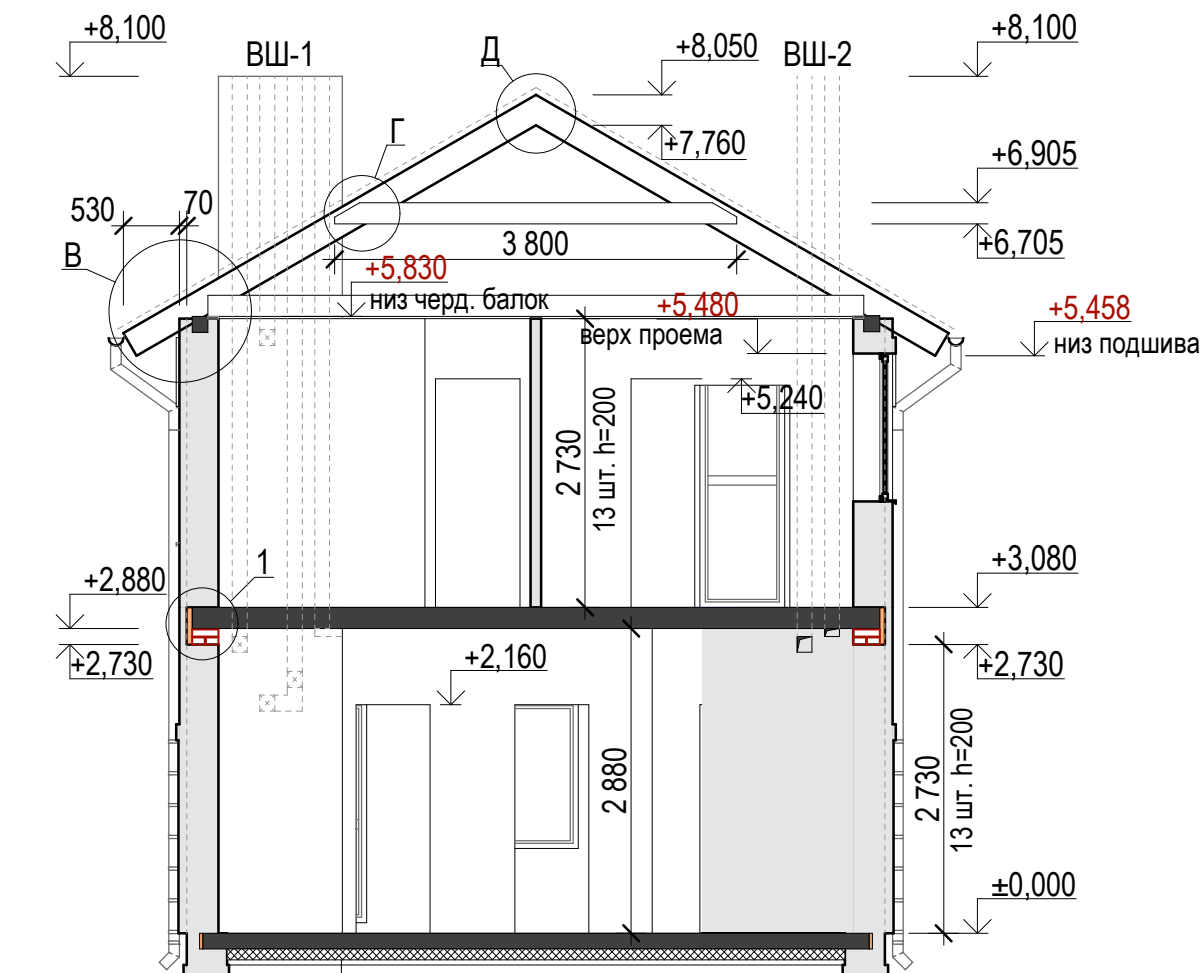 +8,100
ВШ-1
Д
+8,050
ВШ-2
+8,100
Г
+7,760
+6,905
530
70
3 800
+6,705
В
+5,830
низ черд. балок
+5,480
верх проема
+5,458
низ подшива
+5,240
2 730
13 шт. h=200
1
+2,880
+3,080
+2,730
+2,160
+2,730
2 880
2 730
13 шт. h=200
±0,000